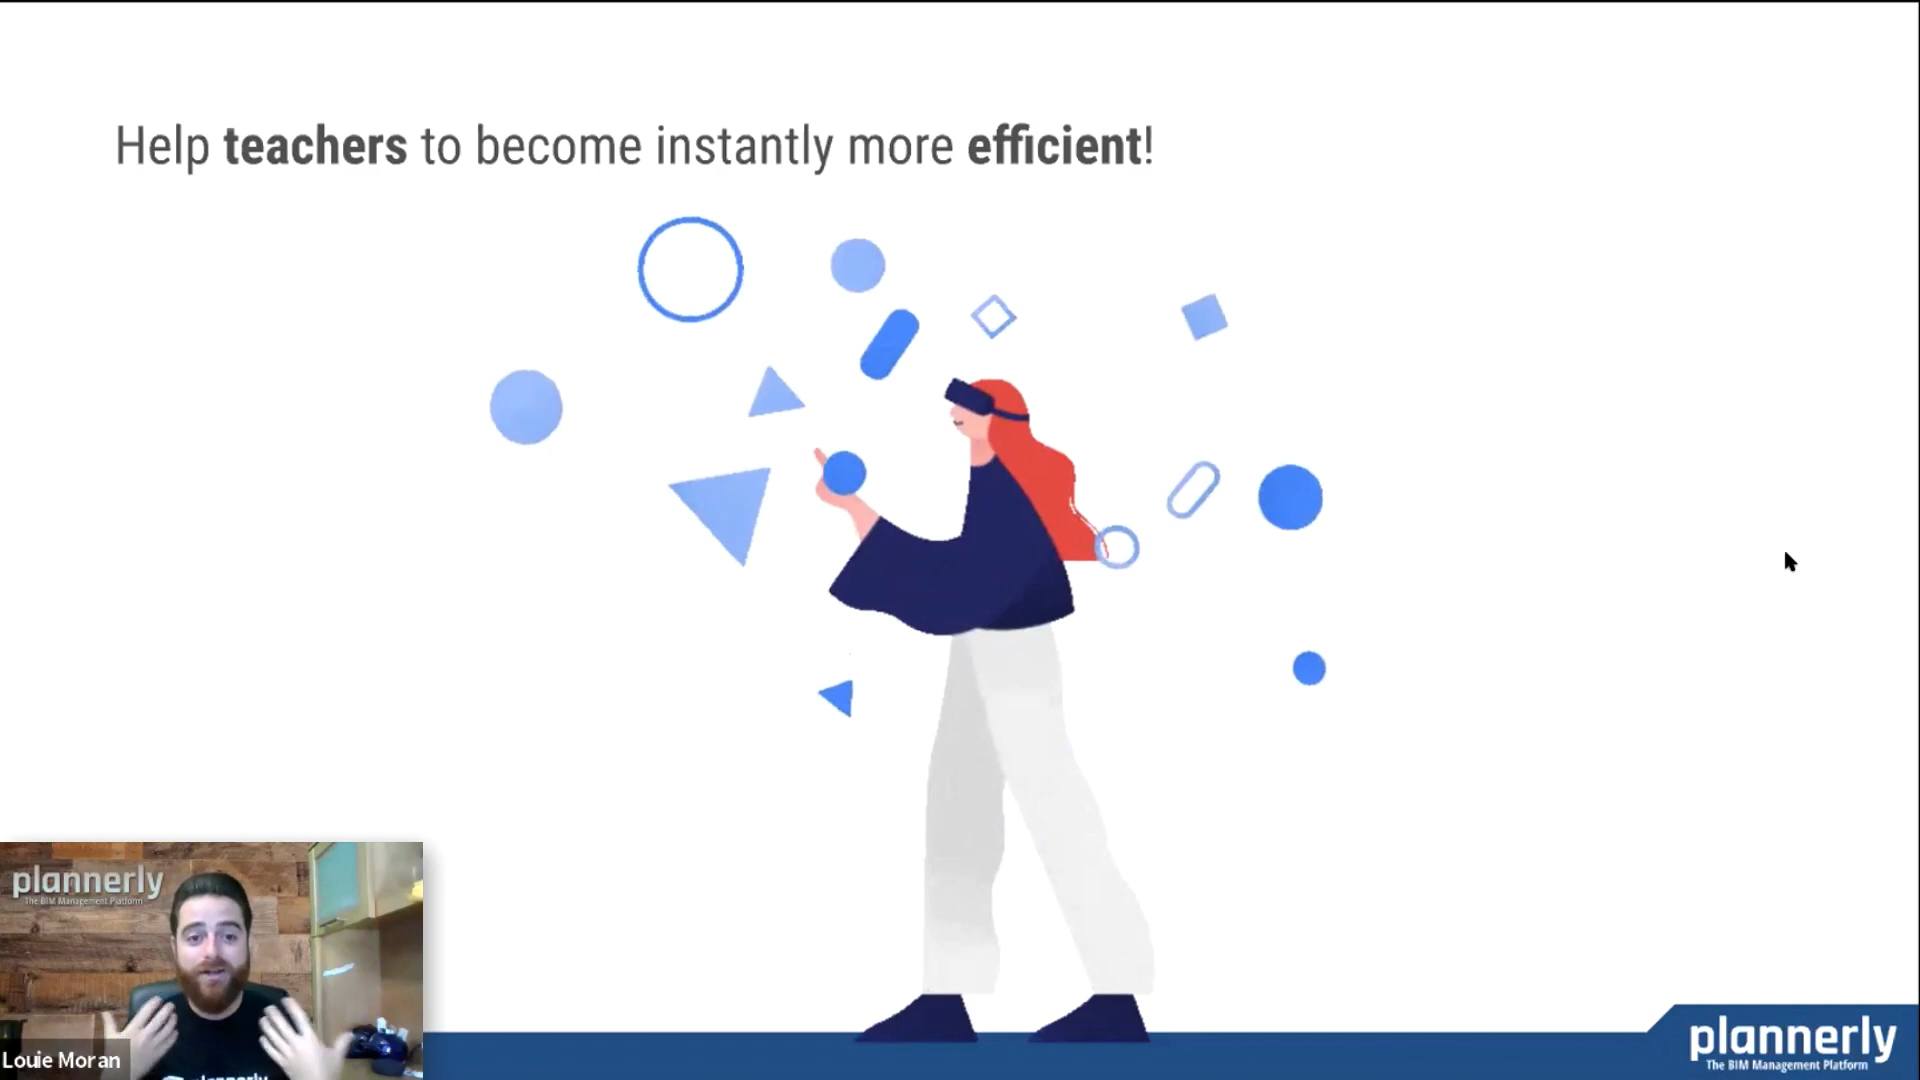 Help teachers to become instantly more efficient!
plannerly
The BIM Management Platform
Louie Moran
plannerly
plannerly
The BIM Management Platform